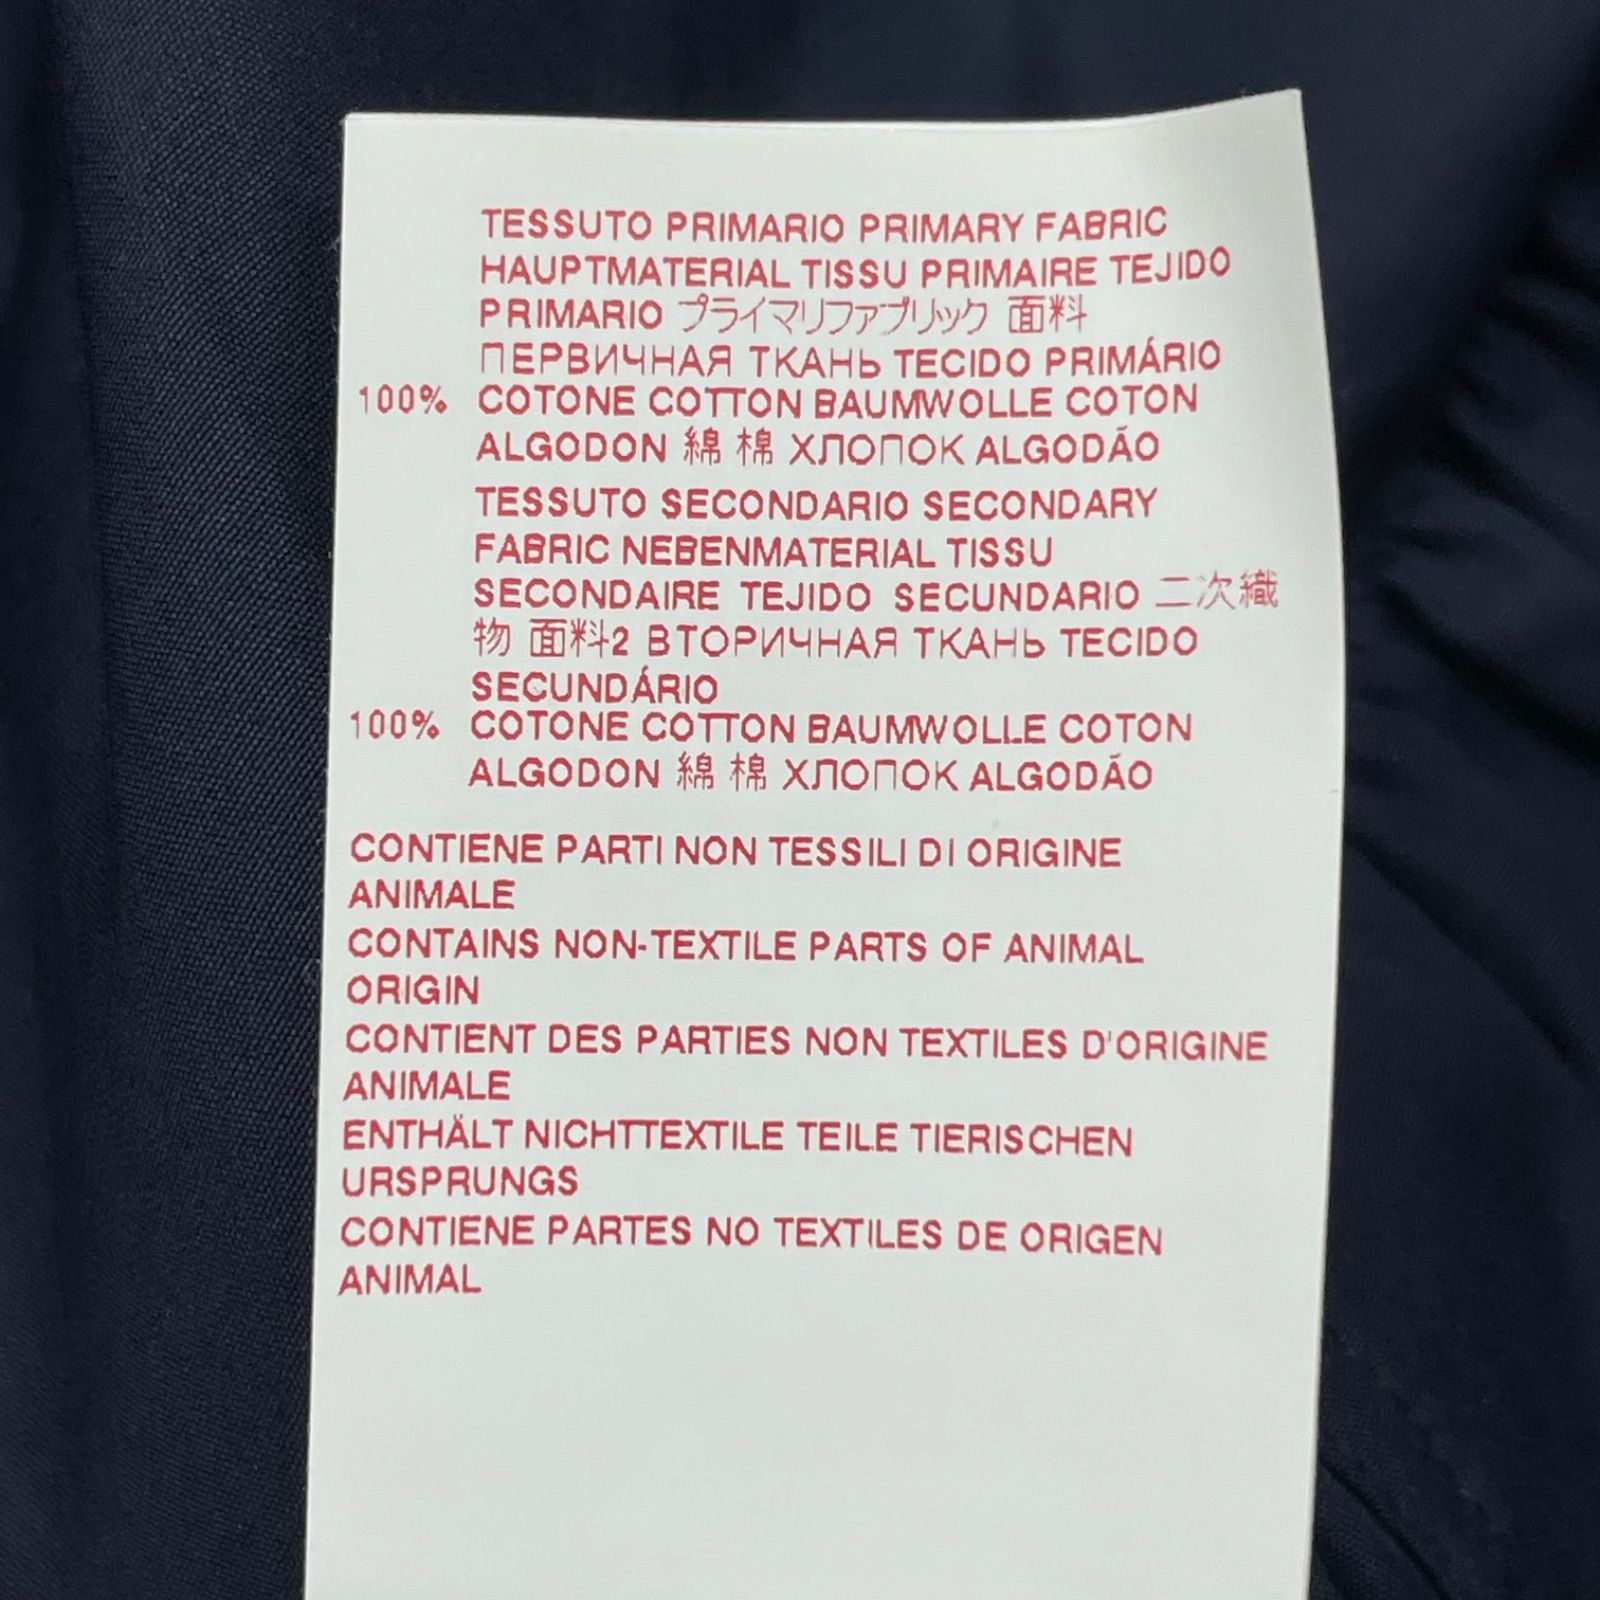 TESSUTO PRIMARIO PRIMARY FABRIC
HAUPTMATERIAL TISSU PRIMAIRE TEJIDO
PRIMARIO プライマリファブリック 面料
ПЕРВИЧНАЯ ТКАНЬ TECIDO PRIMÁRIO
100% COTONE COTTON BAUMWOLLE COTON
ALGODON 綿 棉 ХЛОПОК ALGODÃO
TESSUTO SECONDARIO SECONDARY
FABRIC NEBENMATERIAL TISSU
SECONDAIRE TEJIDO SECUNDARIO 二次織
物 面料2 ВТОРИЧНАЯ ТКАНЬ TECIDO
SECUNDÁRIO
100% COTONE COTTON BAUMWOLLE COTON
ALGODON 綿 棉 ХЛОПОК ALGODÃO
CONTIENE PARTI NON TESSILI DI ORIGINE
ANIMALE
CONTAINS NON-TEXTILE PARTS OF ANIMAL
ORIGIN
CONTIENT DES PARTIES NON TEXTILES D'ORIGINE
ANIMALE
ENTHÄLT NICHTTEXTILE TEILE TIERISCHEN
URSPRUNGS
CONTIENE PARTES NO TEXTILES DE ORIGEN
ANIMAL